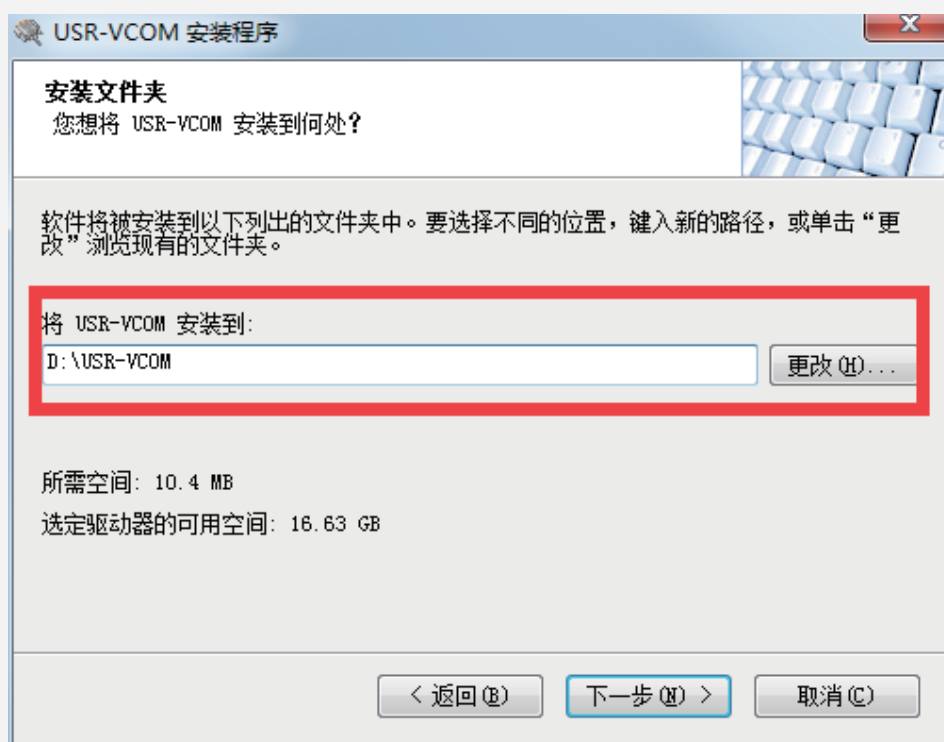 USR-VCOM 安装程序
安装文件夹
您想将 USR-VCOM 安装到何处?
软件将被安装到以下列出的文件夹中。要选择不同的位置，键入新的路径，或单击“更
改”浏览现有的文件夹。
将 USR-VCOM 安装到:
D:\USR-VCOM
更改(H)...
所需空间: 10.4 MB
选定驱动器的可用空间: 16.63 GB
< 返回(B)
下一步(N) >
取消(C)